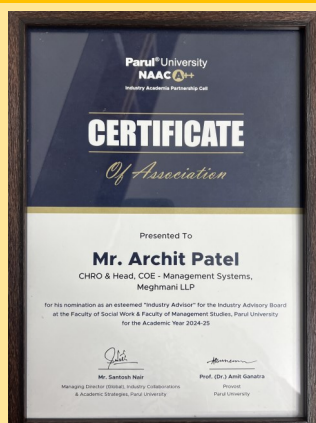 Parul® University
NAAC A++
Industry Academia Partnership Cell
CERTIFICATE
Of Association
Presented To
Mr. Archit Patel
CHRO & Head, COE - Management Systems,
Meghmani LLP
for his nomination as an esteemed "Industry Advisor" for the Industry Advisory Board
at the Faculty of Social Work & Faculty of Management Studies, Parul University
for the Academic Year 2024-25
Mr. Santosh Nair
Managing Director (Global), Industry Collaborations
& Academic Strategies, Parul University
Prof. (Dr.) Amit Ganatra
Provost
Parul University